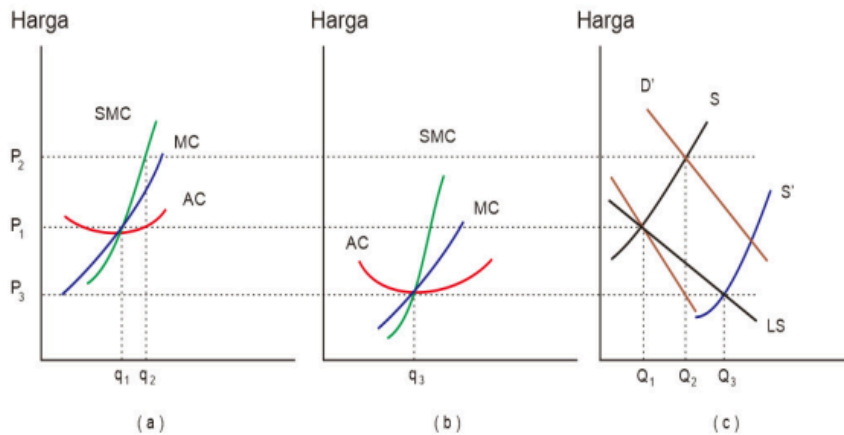 Harga
SMC
MC
AC
P2
P1
P3
q1 q2
( a )
Harga
SMC
MC
AC
q3
( b )
Harga
D'
S
S'
LS
Q1 Q2 Q3
( c )